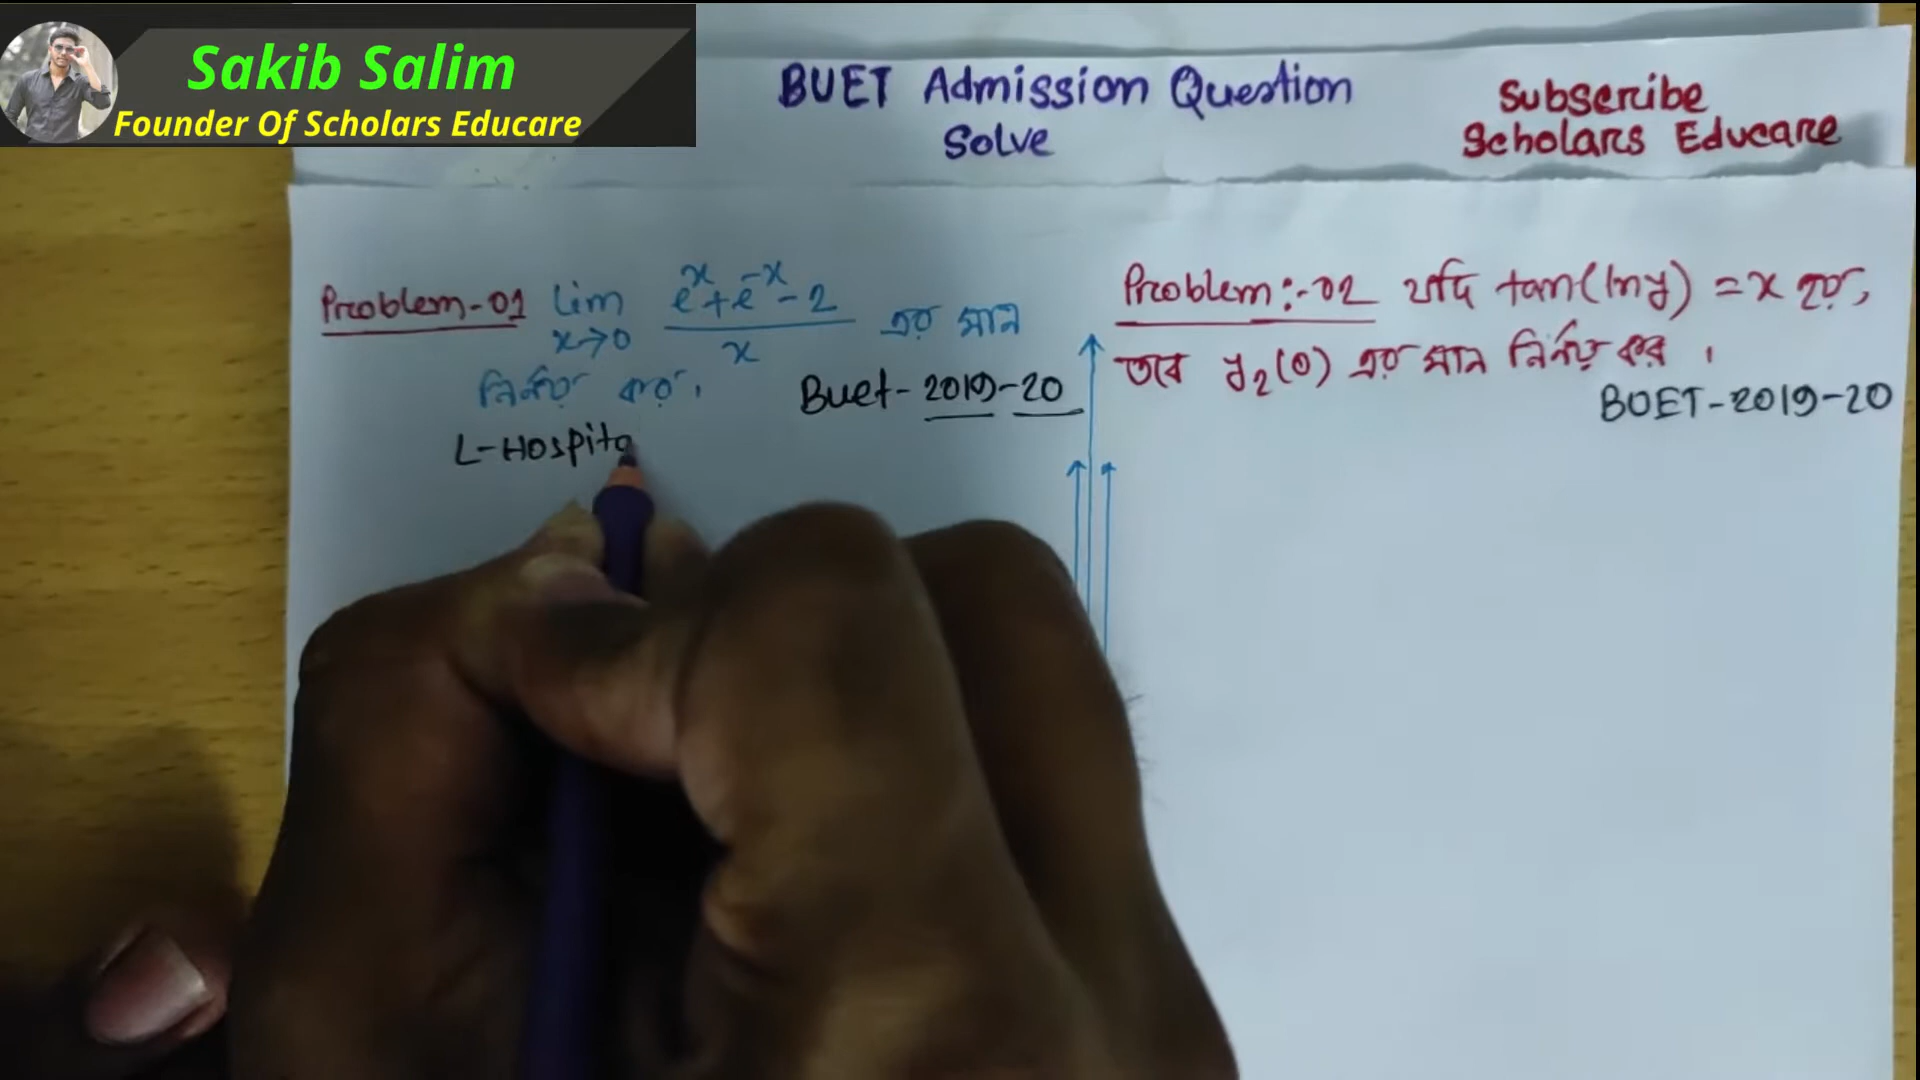 Sakib Salim
Founder Of Scholars Educare
BUET Admission Question
Solve
Subscribe
Scholars Educare
Problem-01 lim x→0 (e^x + e^-x - 2) / x এর মান
নির্ণয় কর।
Buet-2019-20
L-Hospita
Problem:-02 যদি tan(lny) = x হয়,
তবে y₂(0) এর মান নির্ণয় কর।
BUET-2019-20